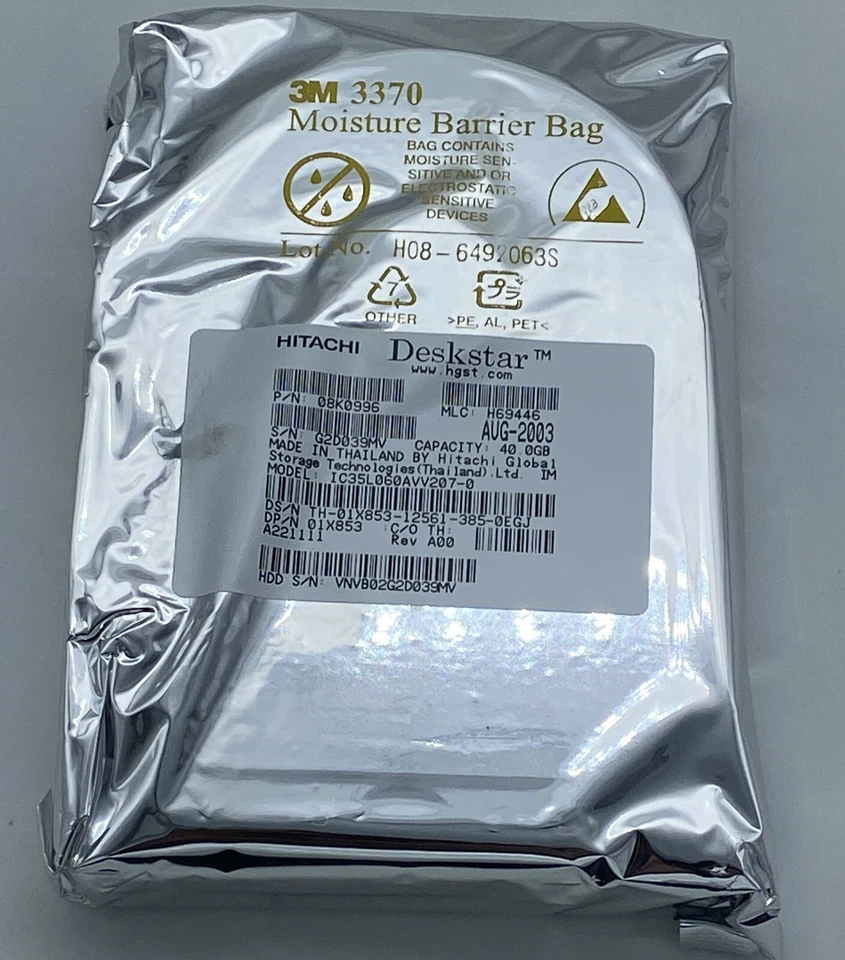 3M 3370
Moisture Barrier Bag
BAG CONTAINS
MOISTURE SEN-
SITIVE AND OR
ELECTROSTATIC
SENSITIVE
DEVICES
Lot No. H08-6492063S
7
OTHER
プラ
>PE, AL, PET<
HITACHI Deskstar™
www.hgst.com
P/N: 08K0996
MLC: H69446
AUG-2003
S/N: G2D039MV CAPACITY: 40.0GB
MADE IN THAILAND BY Hitachi Global
Storage Technologies(Thailand).Ltd. IM
MODEL: IC35L060AVV207-0
DS/N TH-01X853-12561-385-0EGJ
DP/N 01X853 C/O TH:
A221111 Rev A00
HDD S/N: VNVB02G2D039MV